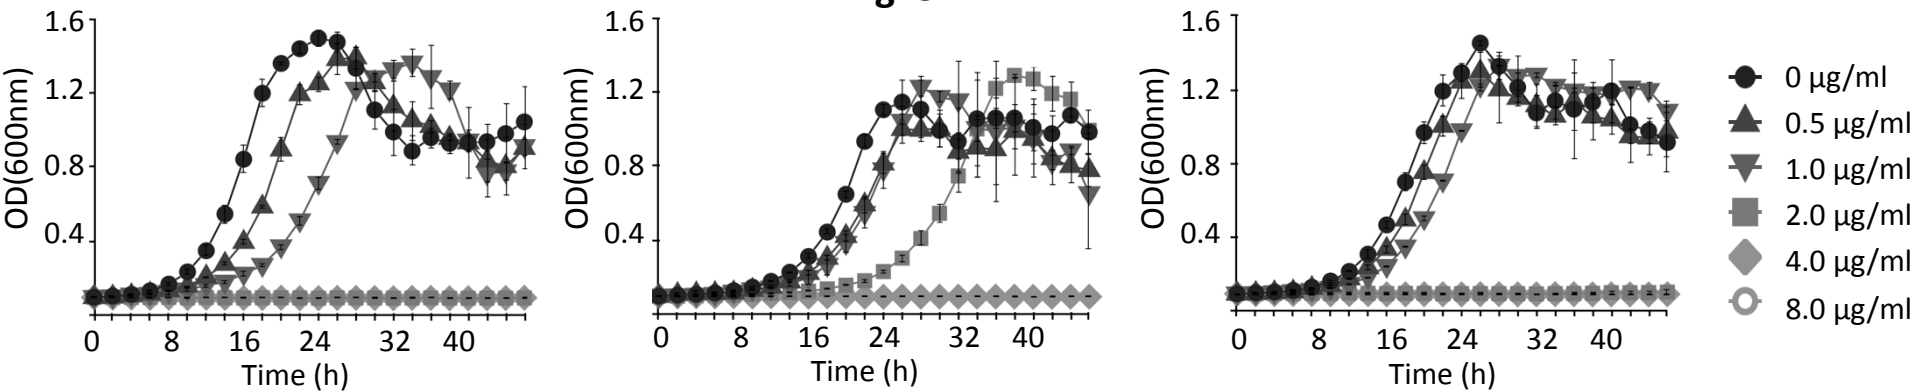 1.6
1.2
0.8
0.4
OD(600nm)
0 8 16 24 32 40
Time (h)
1.6
1.2
0.8
0.4
OD(600nm)
0 8 16 24 32 40
Time (h)
1.6
1.2
0.8
0.4
OD(600nm)
0 8 16 24 32 40
Time (h)
0 µg/ml
0.5 µg/ml
1.0 µg/ml
2.0 µg/ml
4.0 µg/ml
8.0 µg/ml